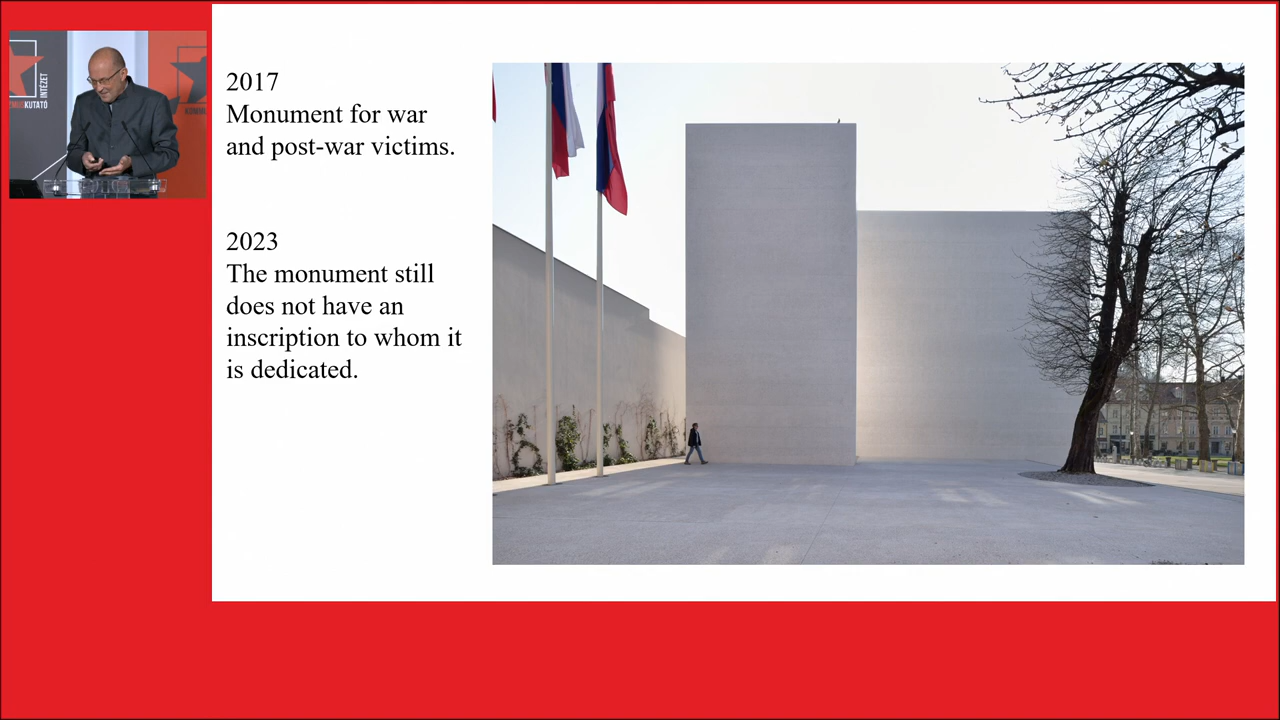 2017
Monument for war
and post-war victims.
2023
The monument still
does not have an
inscription to whom it
is dedicated.
KUTATÓ
INTÉZET